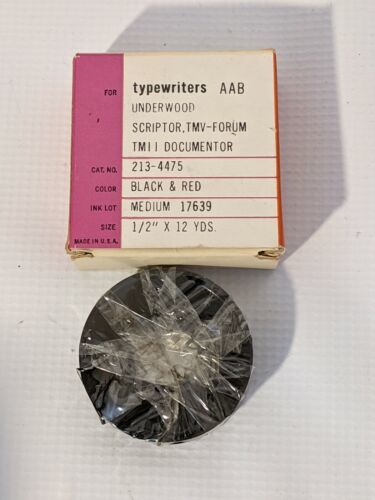 FOR typewriters AAB
UNDERWOOD
SCRIPTOR, TMV-FORUM
TMII DOCUMENTOR
CAT. NO. 213-4475
COLOR BLACK & RED
INK LOT MEDIUM 17639
SIZE 1/2" X 12 YDS.
MADE IN U.S.A.